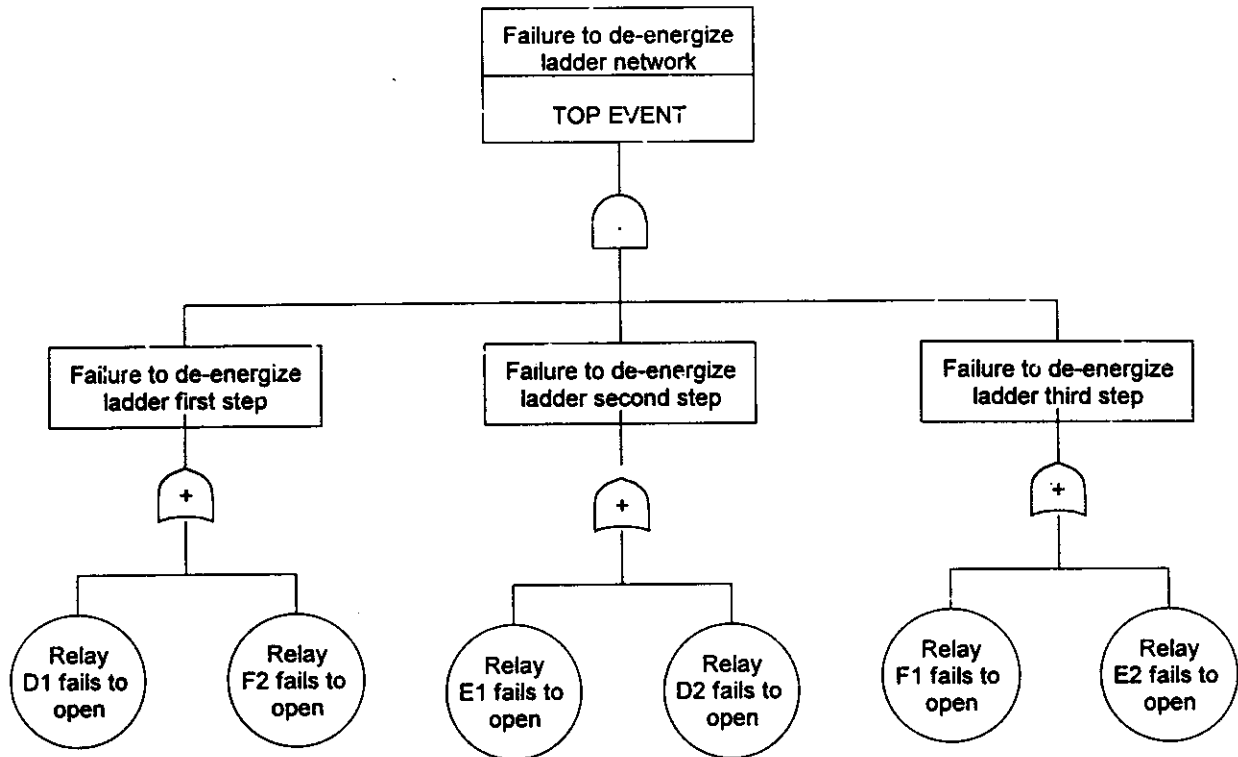 Failure to de-energize
ladder network
TOP EVENT
.
Failure to de-energize
ladder first step
Failure to de-energize
ladder second step
Failure to de-energize
ladder third step
+
+
+
Relay
D1 fails to
open
Relay
F2 fails to
open
Relay
E1 fails to
open
Relay
D2 fails to
open
Relay
F1 fails to
open
Relay
E2 fails to
open